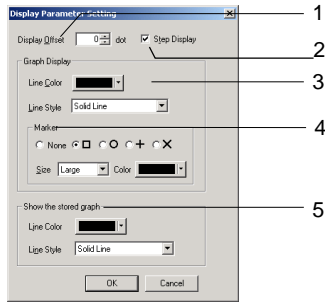 Display Parameter Setting
1
Display Offset 0 dot Step Display
2
Graph Display
Line Color
3
Line Style Solid Line
Marker
4
None
Size Large Color
Show the stored graph
5
Line Color
Line Style Solid Line
OK Cancel